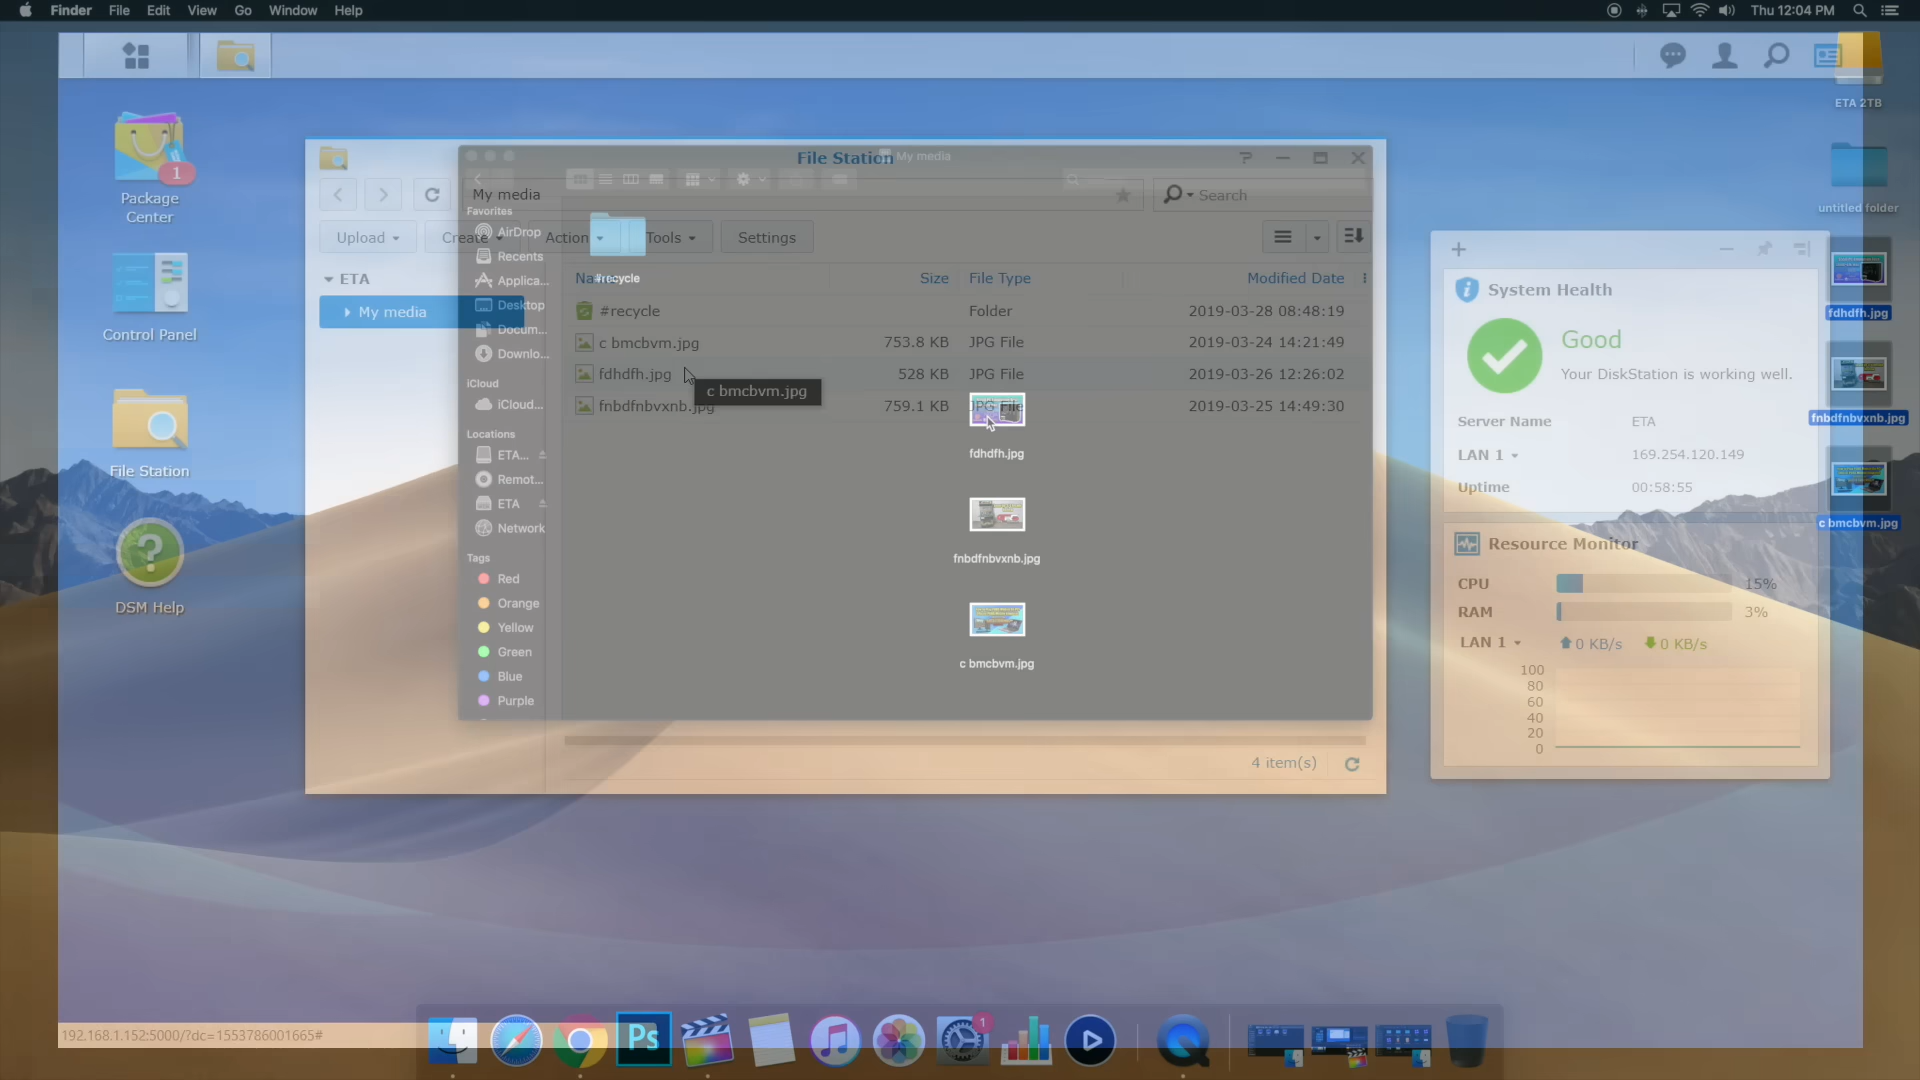 Finder File Edit View Go Window Help
Thu 12:04 PM
ETA 2TB
untitled folder
fdhdfh.jpg
fnbdfnbvxnb.jpg
c bmcbvm.jpg
1
Package
Center
Control Panel
File Station
DSM Help
File Station
My media
My media
Search
Upload
Create
Action
Tools
Settings
ETA
My media
Size
File Type
Modified Date
#recycle
Folder
2019-03-28 08:48:19
c bmcbvm.jpg
753.8 KB
JPG File
2019-03-24 14:21:49
fdhdfh.jpg
528 KB
JPG File
2019-03-26 12:26:02
fnbdfnbvxnb.jpg
759.1 KB
JPG File
2019-03-25 14:49:30
c bmcbvm.jpg
4 item(s)
Favorites
AirDrop
Recents
Applica...
Desktop
Docum...
Downlo...
iCloud
iCloud...
Locations
ETA...
Remot...
ETA
Network
Tags
Red
Orange
Yellow
Green
Blue
Purple
#recycle
fdhdfh.jpg
fnbdfnbvxnb.jpg
c bmcbvm.jpg
System Health
Good
Your DiskStation is working well.
Server Name ETA
LAN 1 169.254.120.149
Uptime 00:58:55
Resource Monitor
CPU 15%
RAM 3%
LAN 1 0 KB/s 0 KB/s
100
80
60
40
20
0
192.168.1.152:5000/?dc=1553786001665#
Ps
1